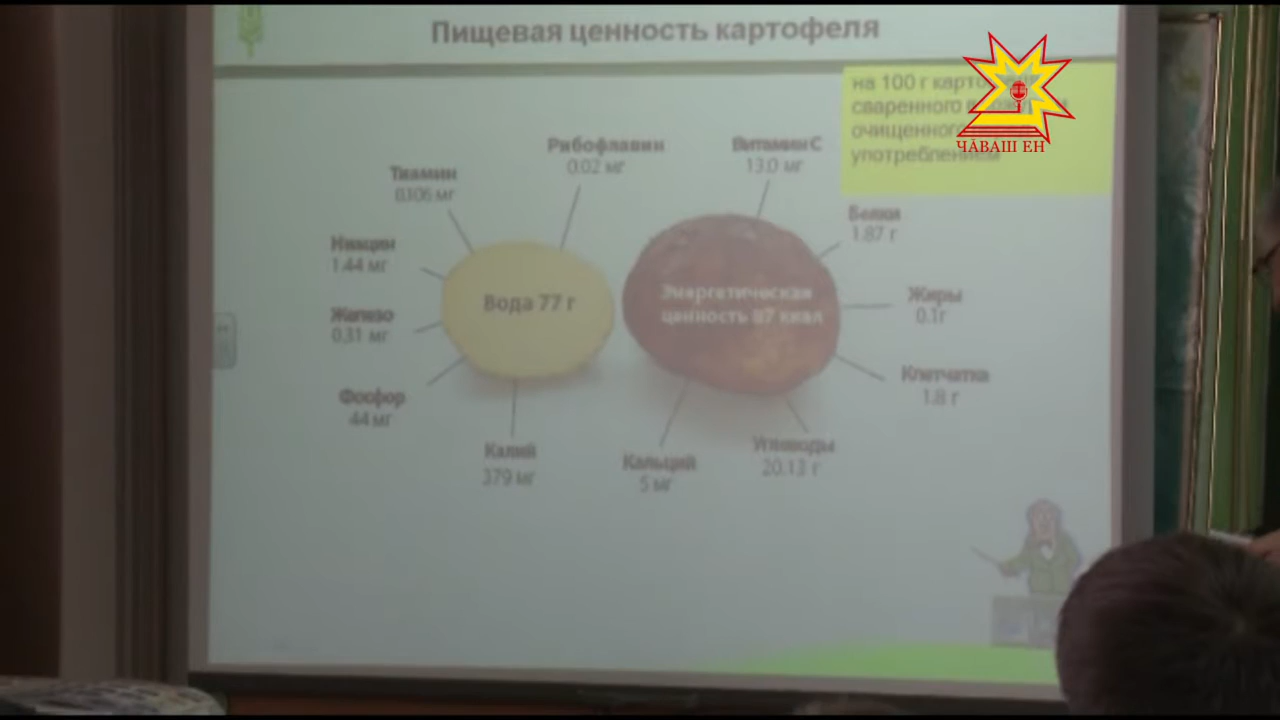 Пищевая ценность картофеля
на 100 г
сваренного
очищенного
употреблением
ЧӐВАШ ЕН
Рибофлавин
0.02 мг
Витамин С
13.0 мг
Тиамин
0.106 мг
Белки
1.87 г
Ниацин
1.44 мг
Вода 77 г
Энергетическая
ценность 87 ккал
Жиры
0.1г
Железо
0.31 мг
Клетчатка
1.8 г
Фосфор
44 мг
Калий
379 мг
Кальций
5 мг
Углеводы
20.13 г